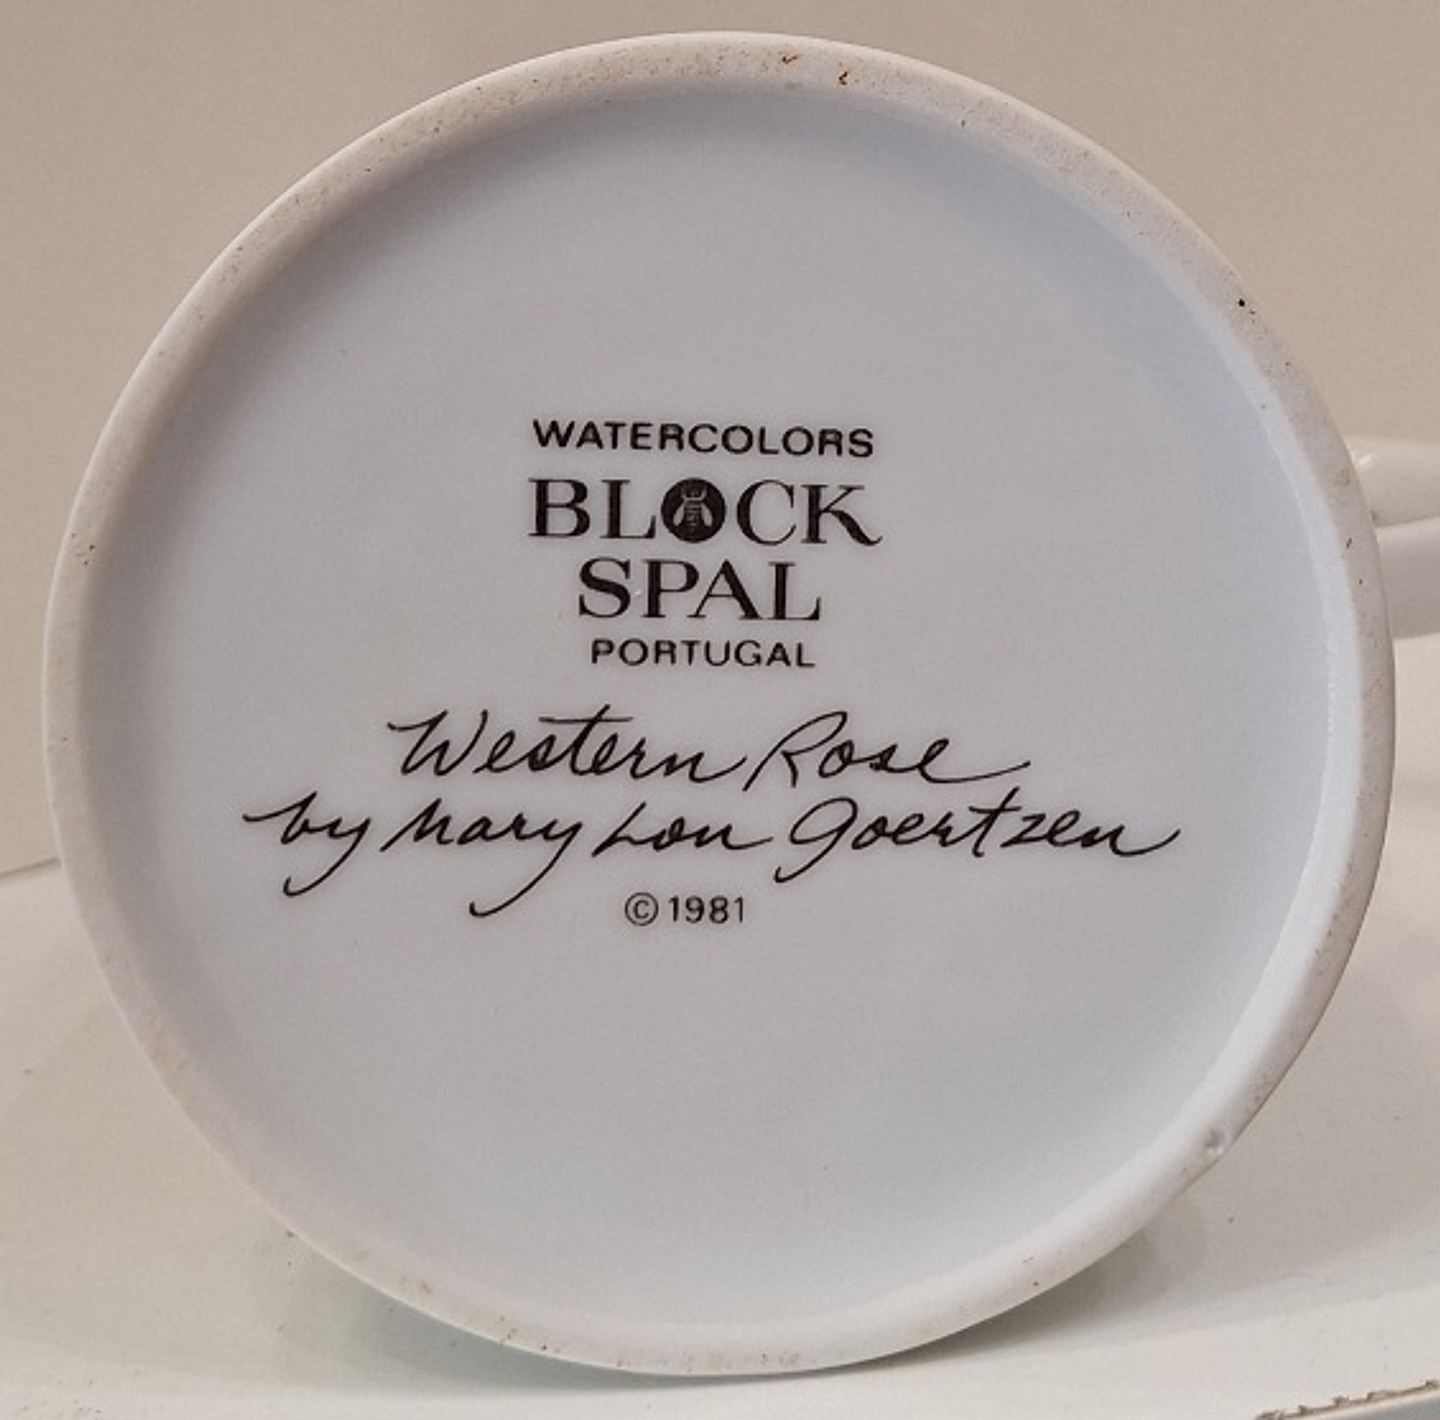 WATERCOLORS
BLOCK
SPAL
PORTUGAL
Western Rose
by Mary Lou Goertzen
©1981